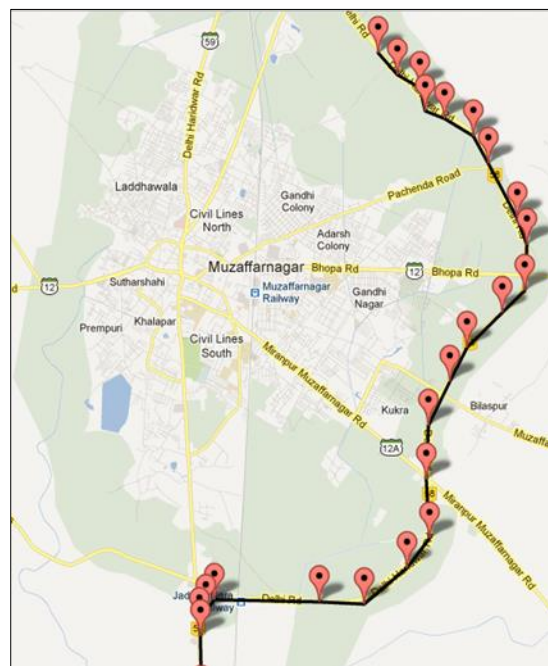 Delhi Rd
59
Delhi Haridwar Rd
Laddhawala
Gandhi
Colony
Pachenda Road
58
Civil Lines
North
Adarsh
Colony
Muzaffarnagar
Bhopa Rd
12
Bhopa Rd
12
Sutharshahi
Muzaffarnagar
Railway
Gandhi
Nagar
Prempuri
Khalapar
Civil Lines
South
Miranpur Muzaffarnagar Rd
Kukra
Bilaspur
12A
Miranpur Muzaffarnagar Rd
Delhi Rd